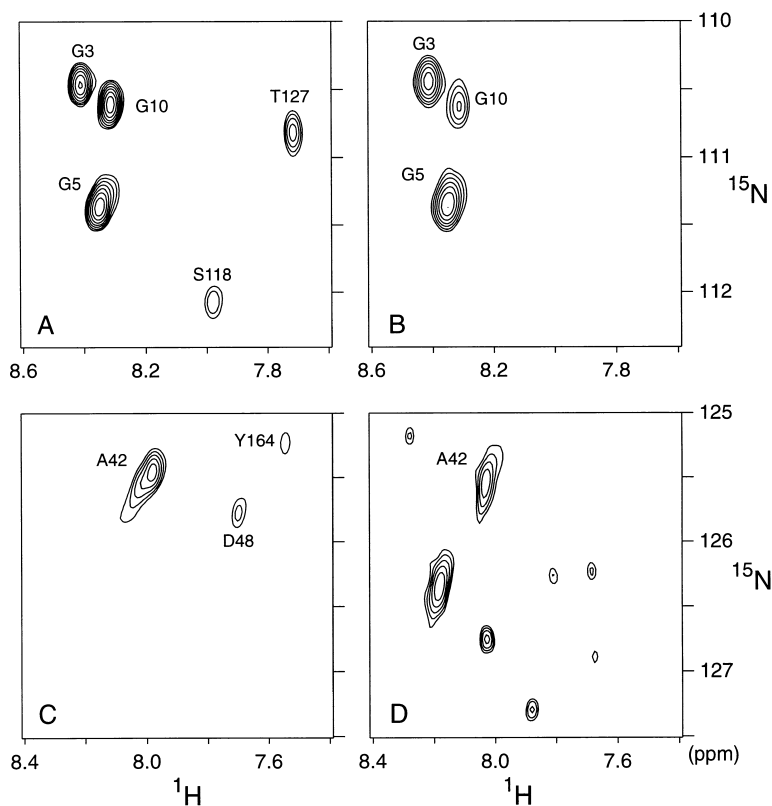 G3
G10
T127
G5
S118
A
8.6 8.2 7.8
G3
G10
G5
B
8.6 8.2 7.8
110
111
15N
112
A42
Y164
D48
C
8.4 8.0 7.6
1H
A42
D
8.4 8.0 7.6
1H
125
126
15N
127
(ppm)